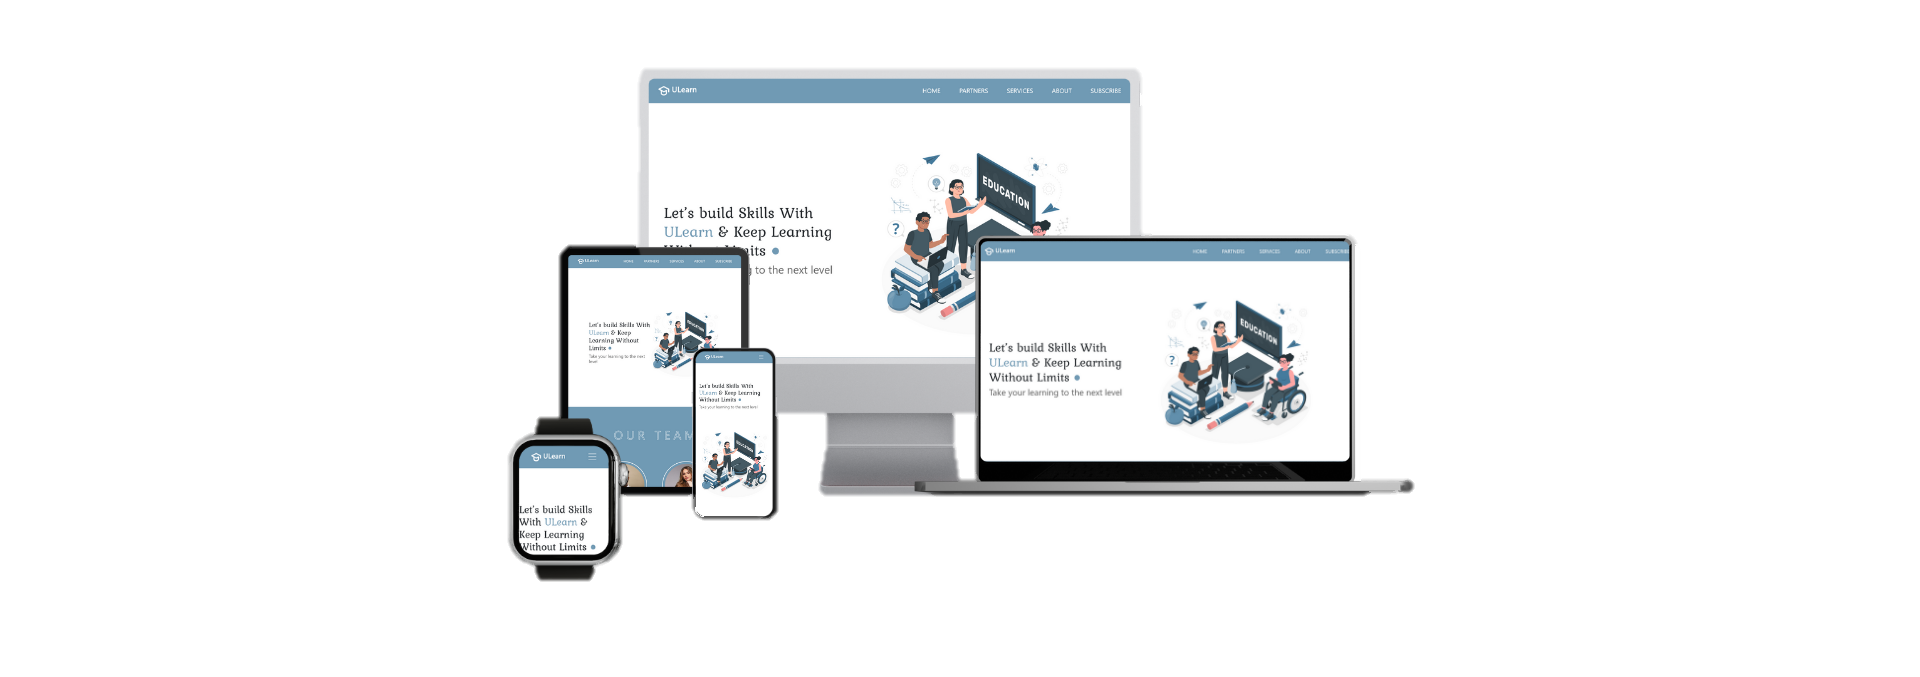 ULearn
HOME PARTNERS SERVICES ABOUT SUBSCRIBE
Let's build Skills With
ULearn & Keep Learning
Limits
to the next level
EDUCATION
?
ULearn
HOME PARTNERS SERVICES ABOUT SUBSCRIBE
Let's build Skills With
ULearn & Keep
Learning Without
Limits
Take your learning to the next
level
EDUCATION
OUR TEAM
ULearn
Let's build Skills With
ULearn & Keep Learning
Without Limits
Take your learning to the next level
EDUCATION
ULearn
Let's build Skills
With ULearn &
Keep Learning
Without Limits
ULearn
HOME PARTNERS SERVICES ABOUT SUBSCRIBE
Let's build Skills With
ULearn & Keep Learning
Without Limits
Take your learning to the next level
EDUCATION
?